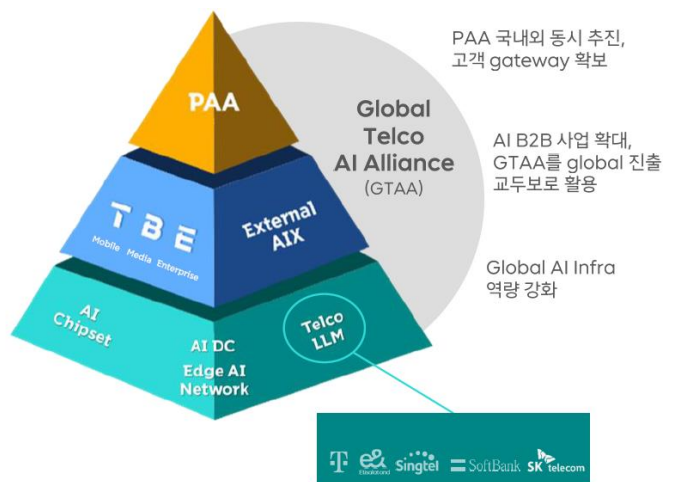 PAA 국내외 동시 추진,
고객 gateway 확보
PAA
Global
Telco
AI Alliance
(GTAA)
AI B2B 사업 확대,
GTAA를 global 진출
교두보로 활용
T B E
Mobile Media Enterprise
External
AIX
Global AI Infra
역량 강화
AI
Chipset
AI DC
Edge AI
Network
Telco
LLM
T
e&
Singtel
SoftBank
SK telecom